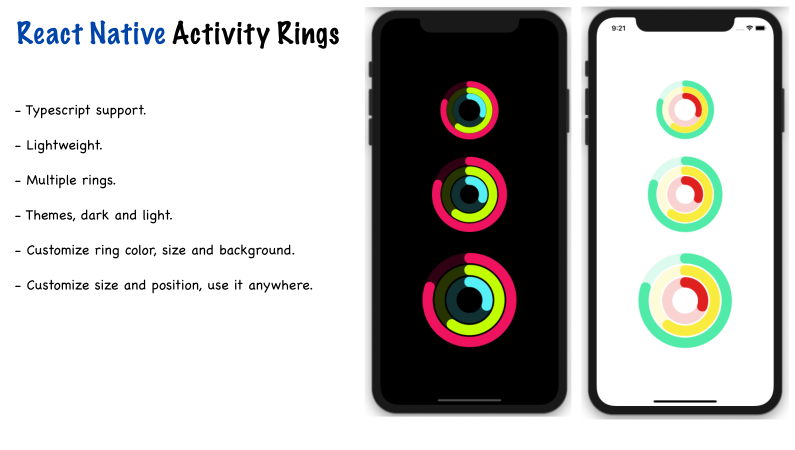 React Native Activity Rings
- Typescript support.
- Lightweight.
- Multiple rings.
- Themes, dark and light.
- Customize ring color, size and background.
- Customize size and position, use it anywhere.
9:21